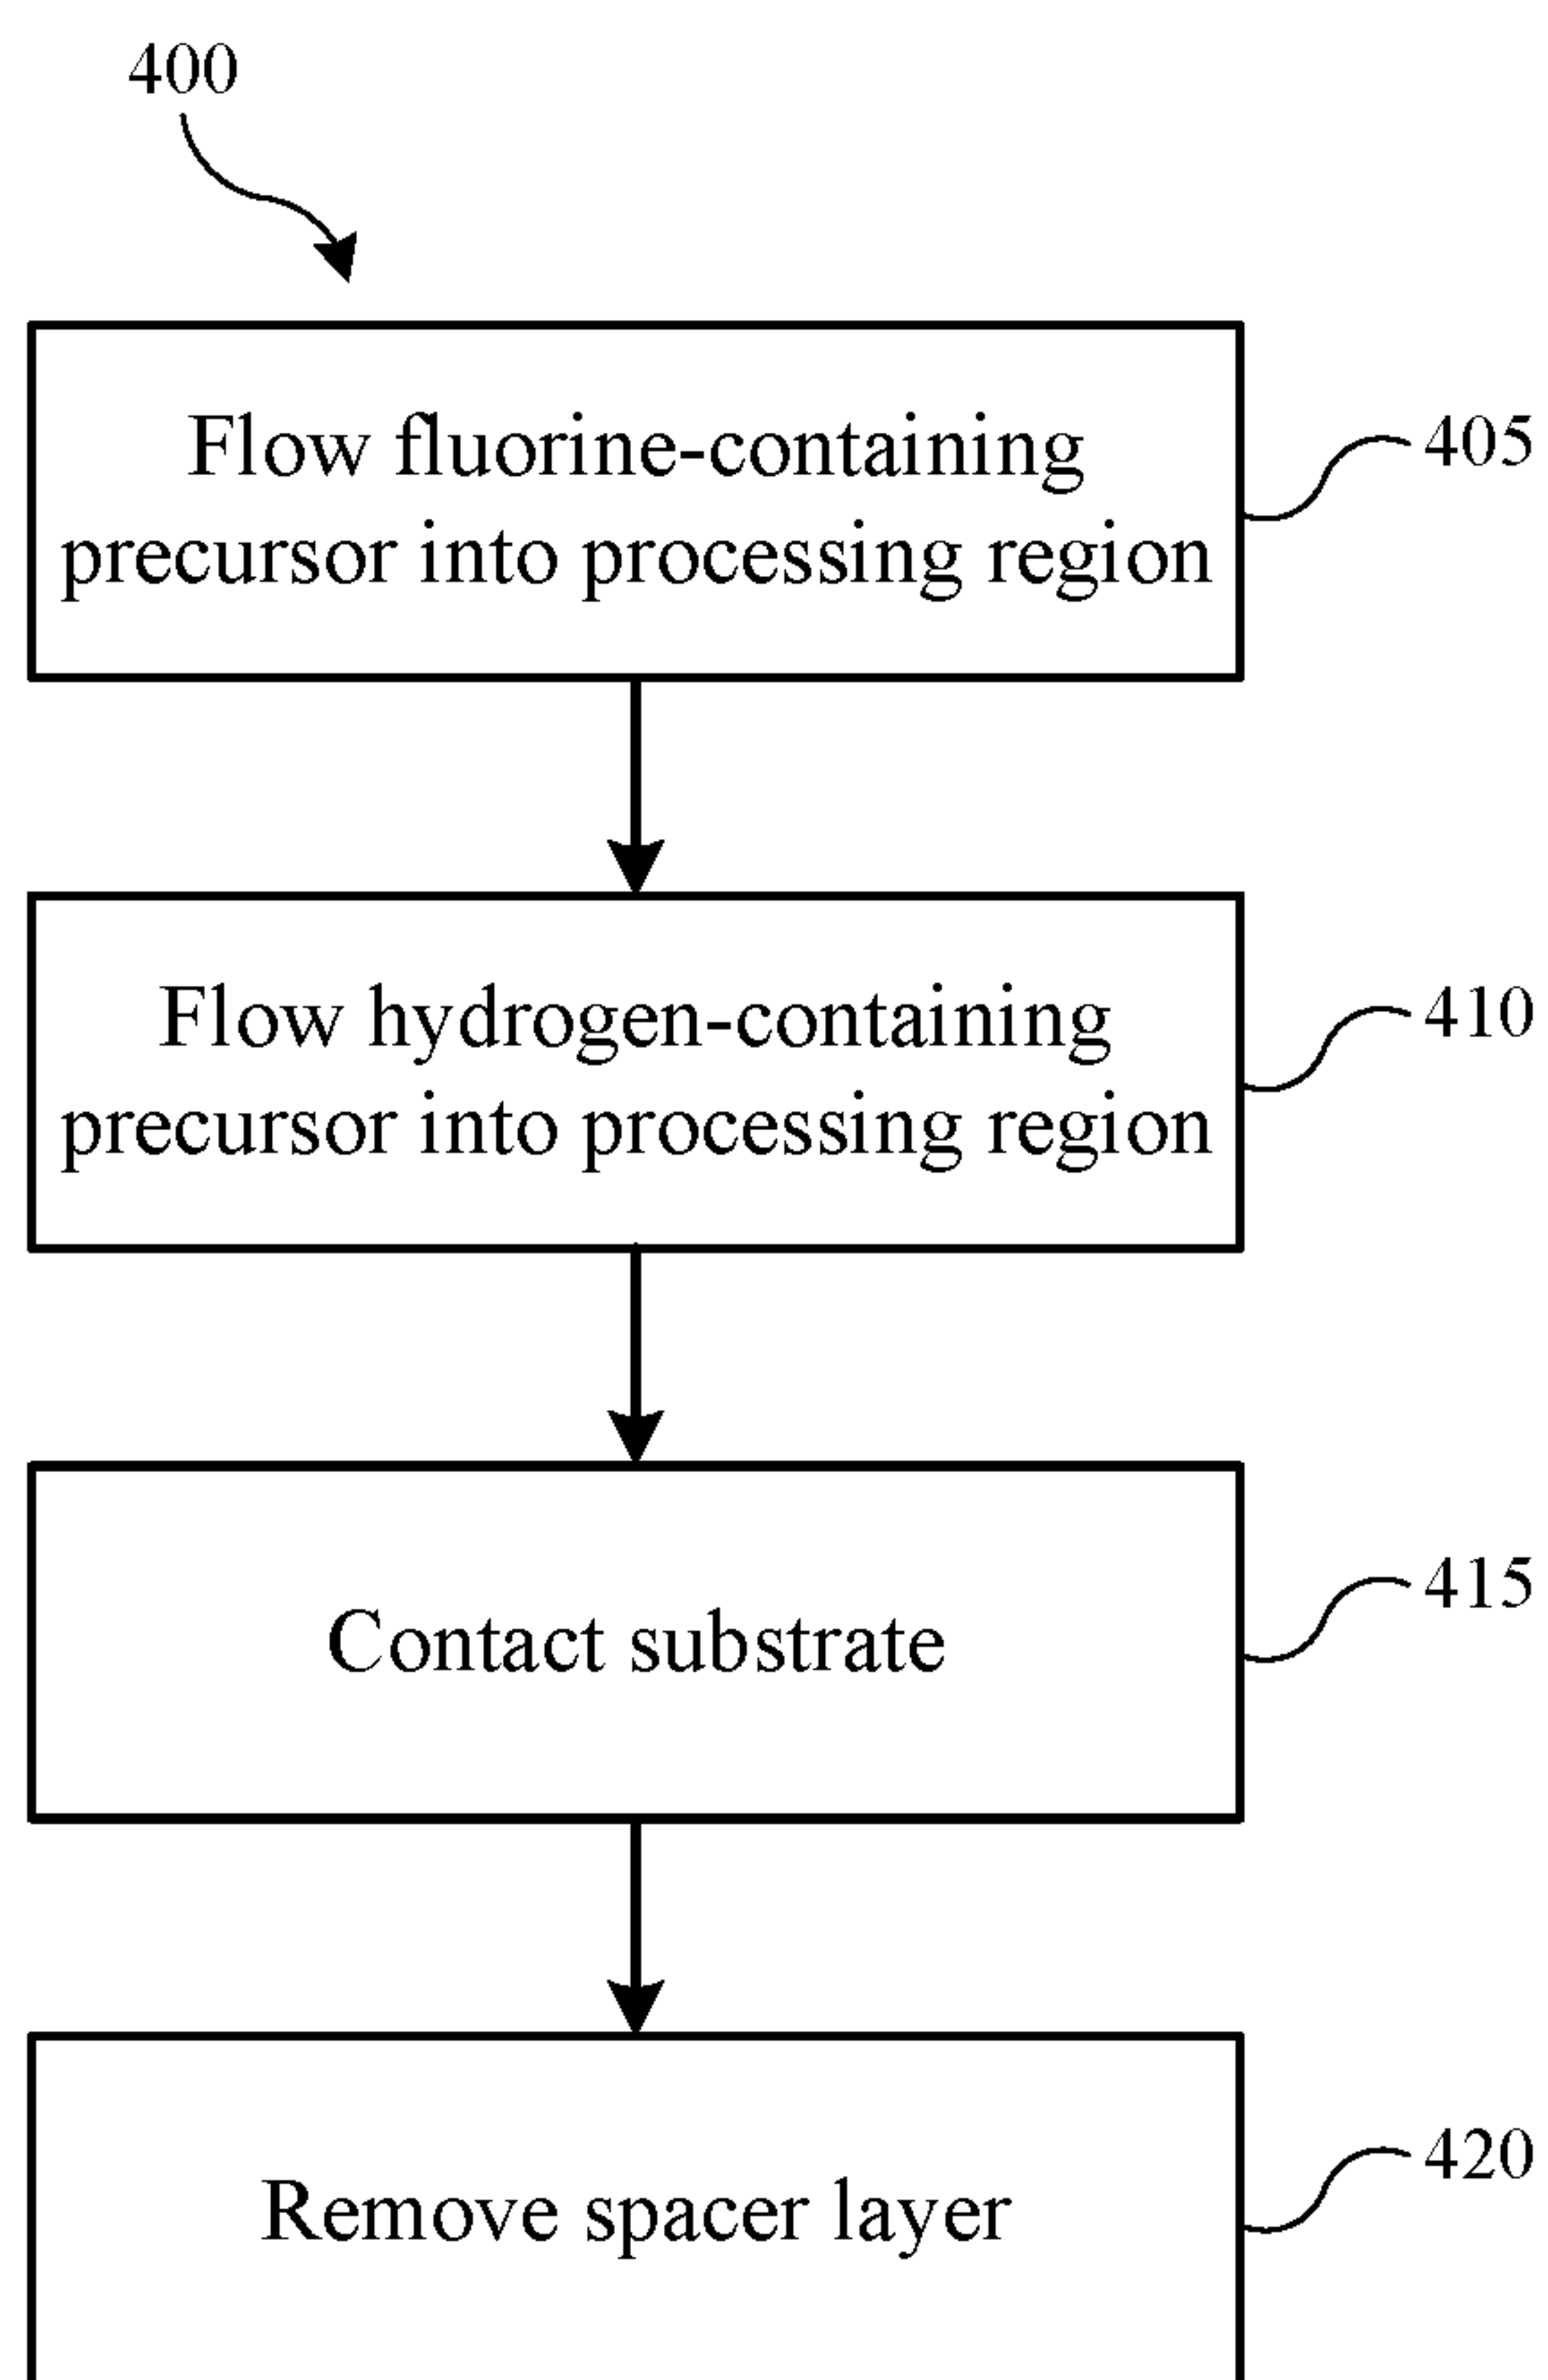 400
Flow fluorine-containing
precursor into processing region
405
Flow hydrogen-containing
precursor into processing region
410
Contact substrate
415
Remove spacer layer
420